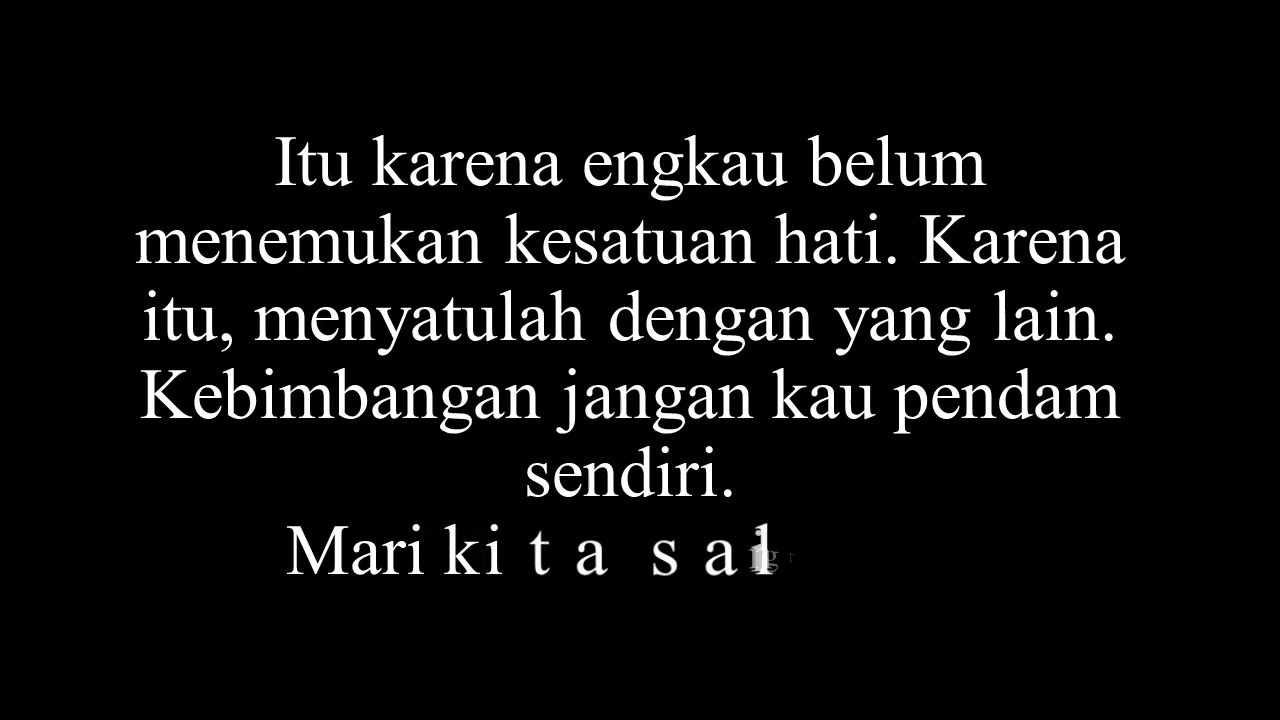 Itu karena engkau belum
menemukan kesatuan hati. Karena
itu, menyatulah dengan yang lain.
Kebimbangan jangan kau pendam
sendiri.
Mari kita